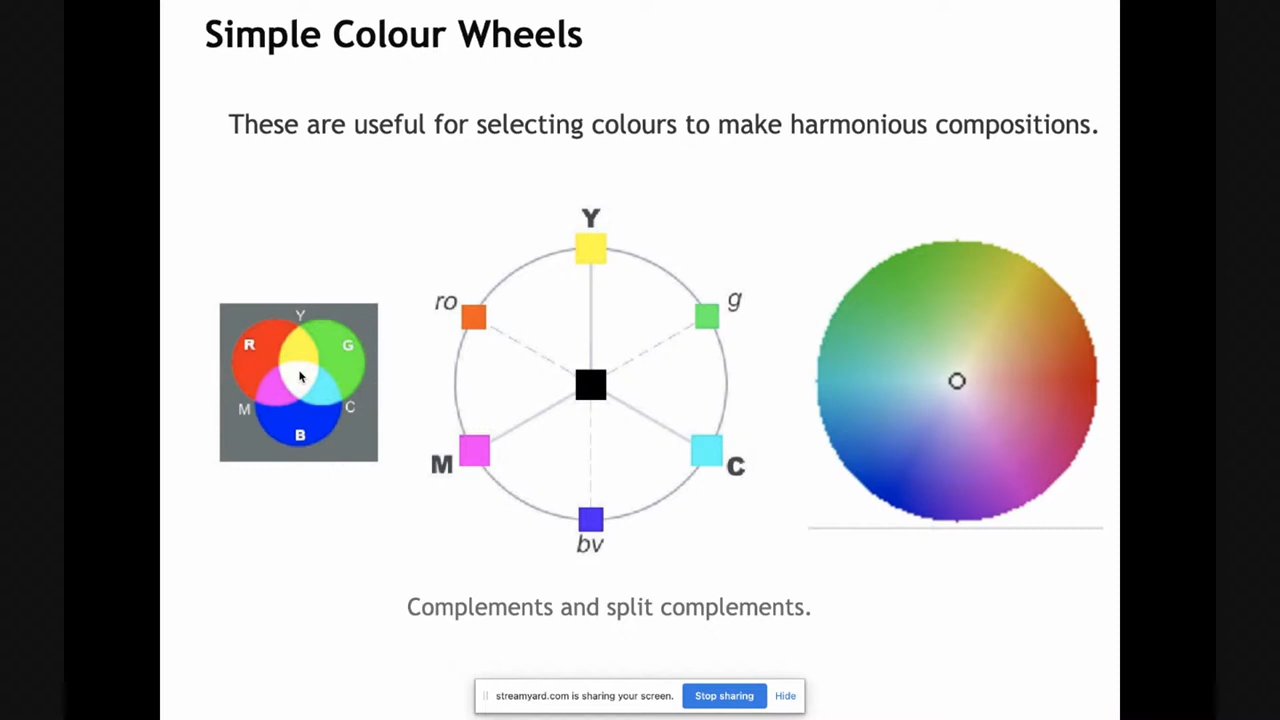 Simple Colour Wheels
These are useful for selecting colours to make harmonious compositions.
Y
R
G
M
C
B
Y
ro
g
M
C
bv
Complements and split complements.
streamyard.com is sharing your screen. Stop sharing Hide